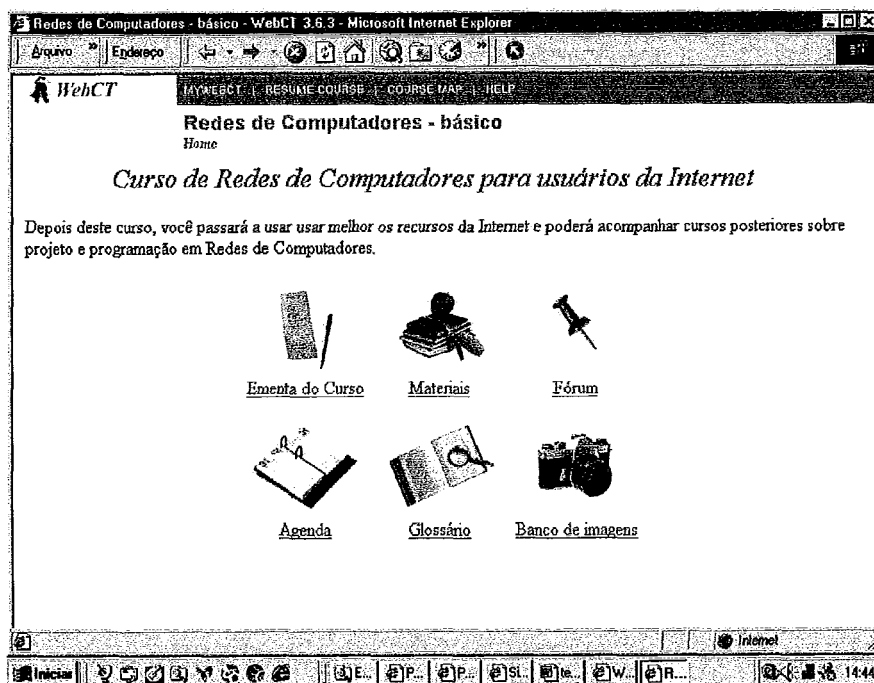 Redes de Computadores - básico - WebCT 3.6.3 - Microsoft Internet Explorer
Arquivo » Endereço »
WebCT
MYWEBCT | RESUME COURSE | COURSE MAP | HELP
Redes de Computadores - básico
Home
Curso de Redes de Computadores para usuários da Internet
Depois deste curso, você passará a usar usar melhor os recursos da Internet e poderá acompanhar cursos posteriores sobre
projeto e programação em Redes de Computadores.
Ementa do Curso Materiais Fórum
Agenda Glossário Banco de imagens
Internet
Iniciar E... P... P... Si... te... W... R... 14:44